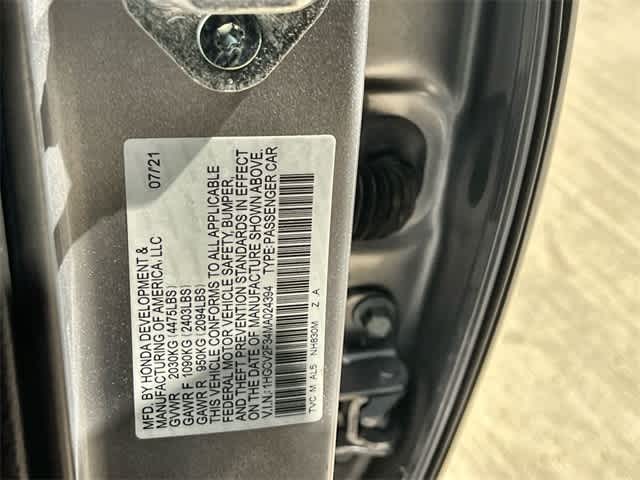 MFD. BY HONDA DEVELOPMENT &
MANUFACTURING OF AMERICA, LLC 07/21
GVWR 2030KG (4475LBS)
GAWR F 1090KG (2403LBS)
GAWR R 950KG (2094LBS)
THIS VEHICLE CONFORMS TO ALL APPLICABLE
FEDERAL MOTOR VEHICLE SAFETY, BUMPER,
AND THEFT PREVENTION STANDARDS IN EFFECT
ON THE DATE OF MANUFACTURE SHOWN ABOVE.
V.I.N.: 1HGCV2F34MA024394 TYPE: PASSENGER CAR
TVC M AL5 NH830M Z A